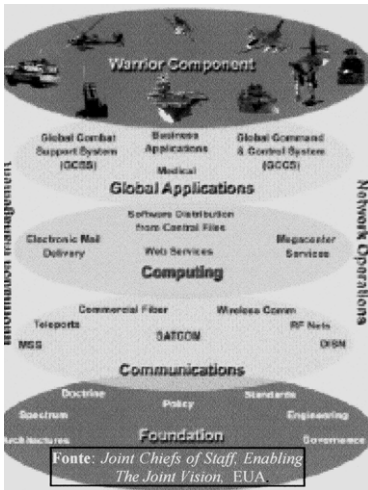 Warrior Component
Global Combat
Support System
(GCSS)
Business
Applications
Medical
Global Command
& Control System
(GCCS)
Global Applications
Software Distribution
from Central Files
Electronic Mail
Delivery
Web Services
Megacenter
Services
Computing
Commercial Fiber
Wireless Comm
Teleports
RF Nets
SATCOM
MSS
DISN
Communications
Doctrine
Policy
Standards
Spectrum
Engineering
Architectures
Foundation
Governance
Information Management
Network Operations
Fonte: Joint Chiefs of Staff, Enabling
The Joint Vision, EUA.